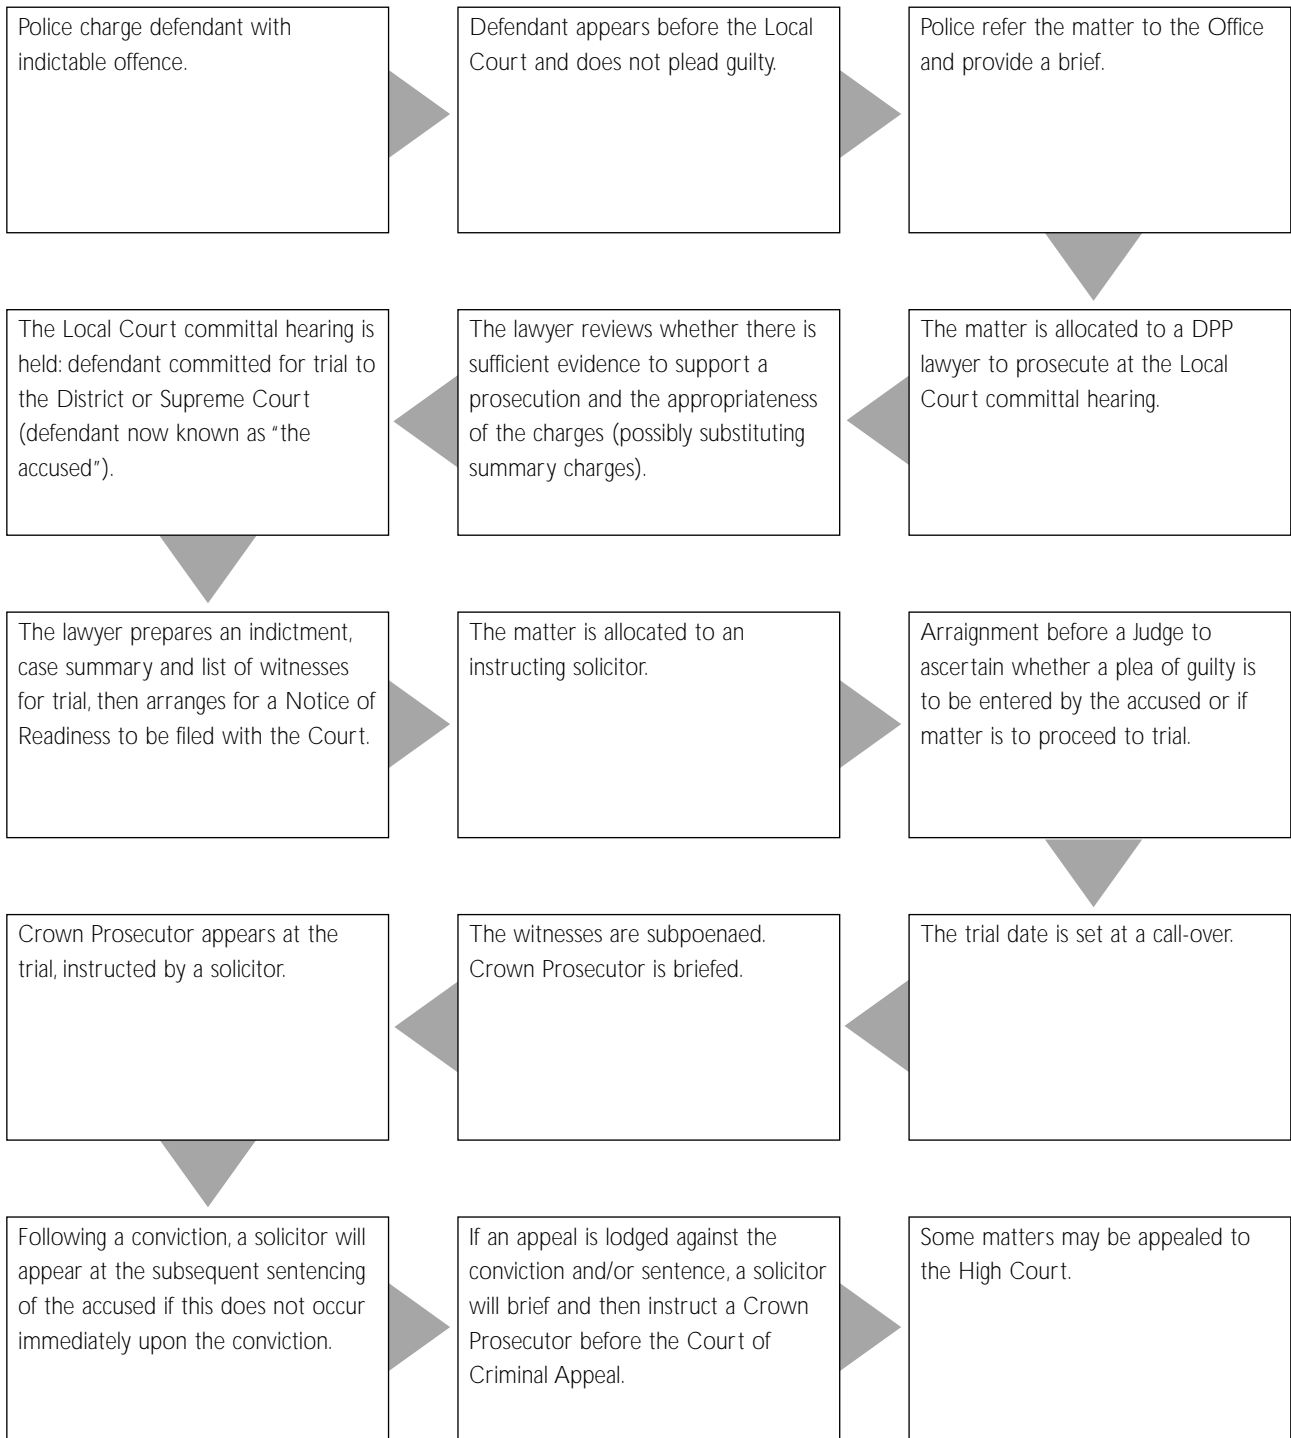 Police charge defendant with
indictable offence.
Defendant appears before the Local
Court and does not plead guilty.
Police refer the matter to the Office
and provide a brief.
The matter is allocated to a DPP
lawyer to prosecute at the Local
Court committal hearing.
The lawyer reviews whether there is
sufficient evidence to support a
prosecution and the appropriateness
of the charges (possibly substituting
summary charges).
The Local Court committal hearing is
held: defendant committed for trial to
the District or Supreme Court
(defendant now known as "the
accused").
The lawyer prepares an indictment,
case summary and list of witnesses
for trial, then arranges for a Notice of
Readiness to be filed with the Court.
The matter is allocated to an
instructing solicitor.
Arraignment before a Judge to
ascertain whether a plea of guilty is
to be entered by the accused or if
matter is to proceed to trial.
The trial date is set at a call-over.
The witnesses are subpoenaed.
Crown Prosecutor is briefed.
Crown Prosecutor appears at the
trial, instructed by a solicitor.
Following a conviction, a solicitor will
appear at the subsequent sentencing
of the accused if this does not occur
immediately upon the conviction.
If an appeal is lodged against the
conviction and/or sentence, a solicitor
will brief and then instruct a Crown
Prosecutor before the Court of
Criminal Appeal.
Some matters may be appealed to
the High Court.